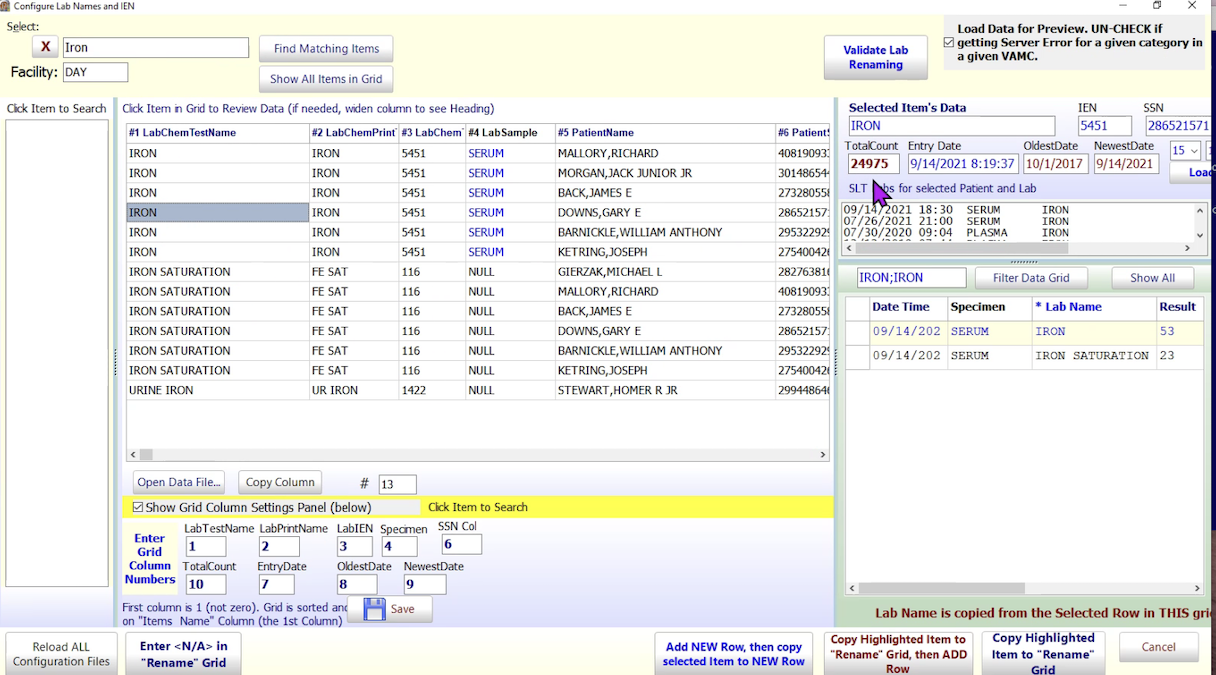 Configure Lab Names and IEN
Select:
X Iron Find Matching Items
Facility: DAY Show All Items in Grid
Validate Lab
Renaming
Load Data for Preview. UN-CHECK if
getting Server Error for a given category in
a given VAMC.
Click Item to Search
Click Item in Grid to Review Data (if needed, widen column to see Heading)
#1 LabChemTestName #2 LabChemPrint #3 LabChem #4 LabSample #5 PatientName #6 Patient
IRON IRON 5451 SERUM MALLORY,RICHARD 408190933
IRON IRON 5451 SERUM MORGAN,JACK JUNIOR JR 301486544
IRON IRON 5451 SERUM BACK,JAMES E 273280558
IRON IRON 5451 SERUM DOWNS,GARY E 286521571
IRON IRON 5451 SERUM BARNICKLE,WILLIAM ANTHONY 295322929
IRON IRON 5451 SERUM KETRING,JOSEPH 275400426
IRON SATURATION FE SAT 116 NULL GIERZAK,MICHAEL L 282763816
IRON SATURATION FE SAT 116 NULL MALLORY,RICHARD 408190933
IRON SATURATION FE SAT 116 NULL BACK,JAMES E 273280558
IRON SATURATION FE SAT 116 NULL DOWNS,GARY E 286521571
IRON SATURATION FE SAT 116 NULL BARNICKLE,WILLIAM ANTHONY 295322929
IRON SATURATION FE SAT 116 NULL KETRING,JOSEPH 275400426
URINE IRON UR IRON 1422 NULL STEWART,HOMER R JR 299448646
Open Data File... Copy Column # 13
Show Grid Column Settings Panel (below) Click Item to Search
Enter
Grid
Column
Numbers
LabTestName LabPrintName LabIEN Specimen SSN Col
1 2 3 4 6
TotalCount EntryDate OldestDate NewestDate
10 7 8 9
First column is 1 (not zero). Grid is sorted and
on "Items Name" Column (the 1st Column)
Save
Selected Item's Data IEN SSN
IRON 5451 286521571
TotalCount Entry Date OldestDate NewestDate
24975 9/14/2021 8:19:37 10/1/2017 9/14/2021 15
Load
SLT for selected Patient and Lab
09/14/2021 18:30 SERUM IRON
07/26/2021 21:00 SERUM IRON
07/30/2020 09:04 PLASMA IRON
IRON;IRON Filter Data Grid Show All
Date Time Specimen * Lab Name Result
09/14/202 SERUM IRON 53
09/14/202 SERUM IRON SATURATION 23
Lab Name is copied from the Selected Row in THIS gri
Reload ALL
Configuration Files
Enter <N/A> in
"Rename" Grid
Add NEW Row, then copy
selected Item to NEW Row
Copy Highlighted Item to
"Rename" Grid, then ADD
Row
Copy Highlighted
Item to "Rename"
Grid
Cancel